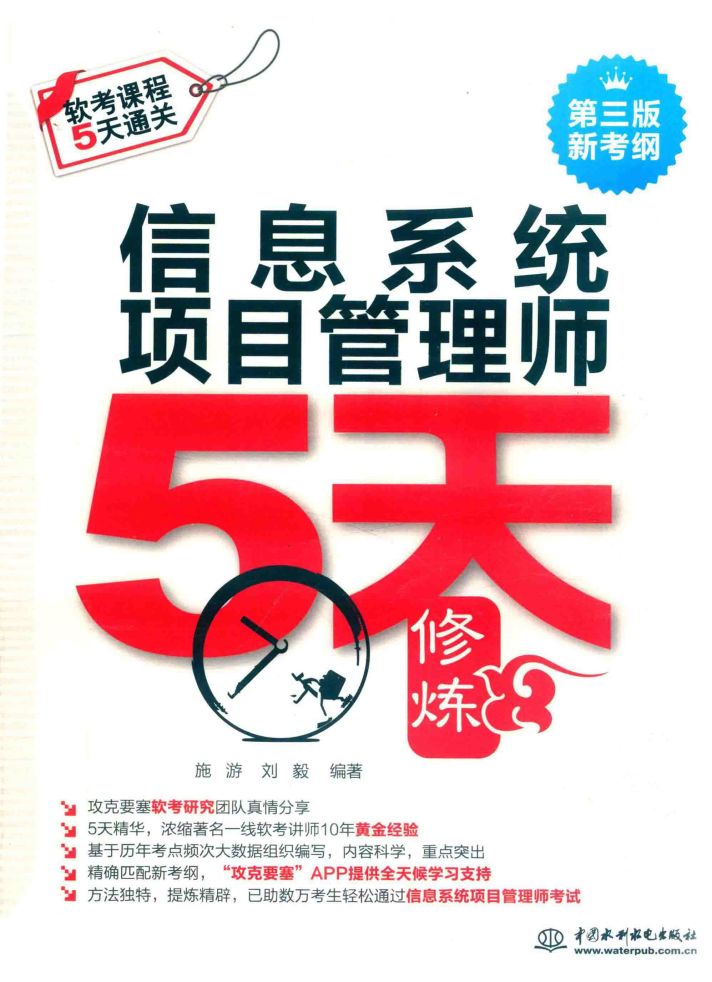 软考课程
5天通关
第三版
新考纲
信息系统
项目管理师
5天
修炼
施游 刘毅 编著
攻克要塞软考研究团队真情分享
5天精华，浓缩著名一线软考讲师10年黄金经验
基于历年考点频次大数据组织编写，内容科学，重点突出
精确匹配新考纲，“攻克要塞”APP提供全天候学习支持
方法独特，提炼精辟，已助数万考生轻松通过信息系统项目管理师考试
中国水利水电出版社
www.waterpub.com.cn